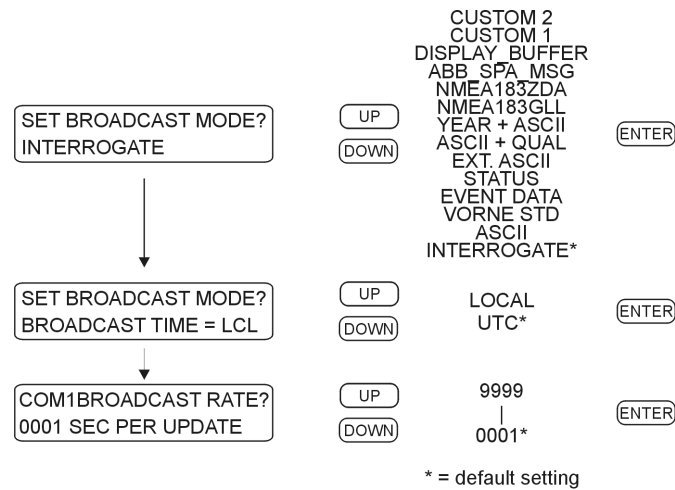 CUSTOM 2
CUSTOM 1
DISPLAY_BUFFER
ABB_SPA_MSG
NMEA183ZDA
NMEA183GLL
YEAR + ASCII
ASCII + QUAL
EXT. ASCII
STATUS
EVENT DATA
VORNE STD
ASCII
INTERROGATE*
SET BROADCAST MODE?
INTERROGATE
UP
DOWN
ENTER
SET BROADCAST MODE?
BROADCAST TIME = LCL
UP
DOWN
LOCAL
UTC*
ENTER
COM1BROADCAST RATE?
0001 SEC PER UPDATE
UP
DOWN
9999
0001*
ENTER
* = default setting